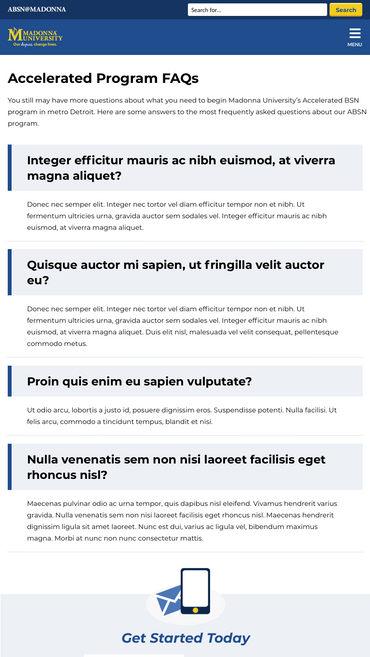 ABSN@MADONNA
Search for...
Search
MADONNA
UNIVERSITY
Your degree, change lives.
MENU
Accelerated Program FAQs
You still may have more questions about what you need to begin Madonna University's Accelerated BSN
program in metro Detroit. Here are some answers to the most frequently asked questions about our ABSN
program.
Integer efficitur mauris ac nibh euismod, at viverra
magna aliquet?
Donec nec semper elit. Integer nec tortor vel diam efficitur tempor non et nibh. Ut
fermentum ultricies urna, gravida auctor sem sodales vel. Integer efficitur mauris ac nibh
euismod, at viverra magna aliquet.
Quisque auctor mi sapien, ut fringilla velit auctor
eu?
Donec nec semper elit. Integer nec tortor vel diam efficitur tempor non et nibh. Ut
fermentum ultricies urna, gravida auctor sem sodales vel. Integer efficitur mauris ac nibh
euismod, at viverra magna aliquet. Duis elit nisl, malesuada vel velit consequat, pellentesque
commodo metus.
Proin quis enim eu sapien vulputate?
Ut odio arcu, lobortis a justo id, posuere dignissim eros. Suspendisse potenti. Nulla facilisi. Ut
felis arcu, commodo a tincidunt tempus, blandit et nisi.
Nulla venenatis sem non nisi laoreet facilisis eget
rhoncus nisl?
Maecenas pulvinar odio ac urna tempor, quis dapibus nisl eleifend. Vivamus hendrerit varius
gravida. Nulla venenatis sem non nisi laoreet facilisis eget rhoncus nisl. Maecenas hendrerit
dignissim ligula sit amet laoreet. Nunc est dui, varius ac ligula vel, bibendum maximus
magna. Morbi at nunc non nunc consectetur mattis.
Get Started Today